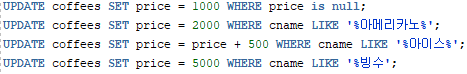 UPDATE coffees SET price = 1000 WHERE price is null;
UPDATE coffees SET price = 2000 WHERE cname LIKE '%아메리카노%';
UPDATE coffees SET price = price + 500 WHERE cname LIKE '%아이스%';
UPDATE coffees SET price = 5000 WHERE cname LIKE '%빙수%';